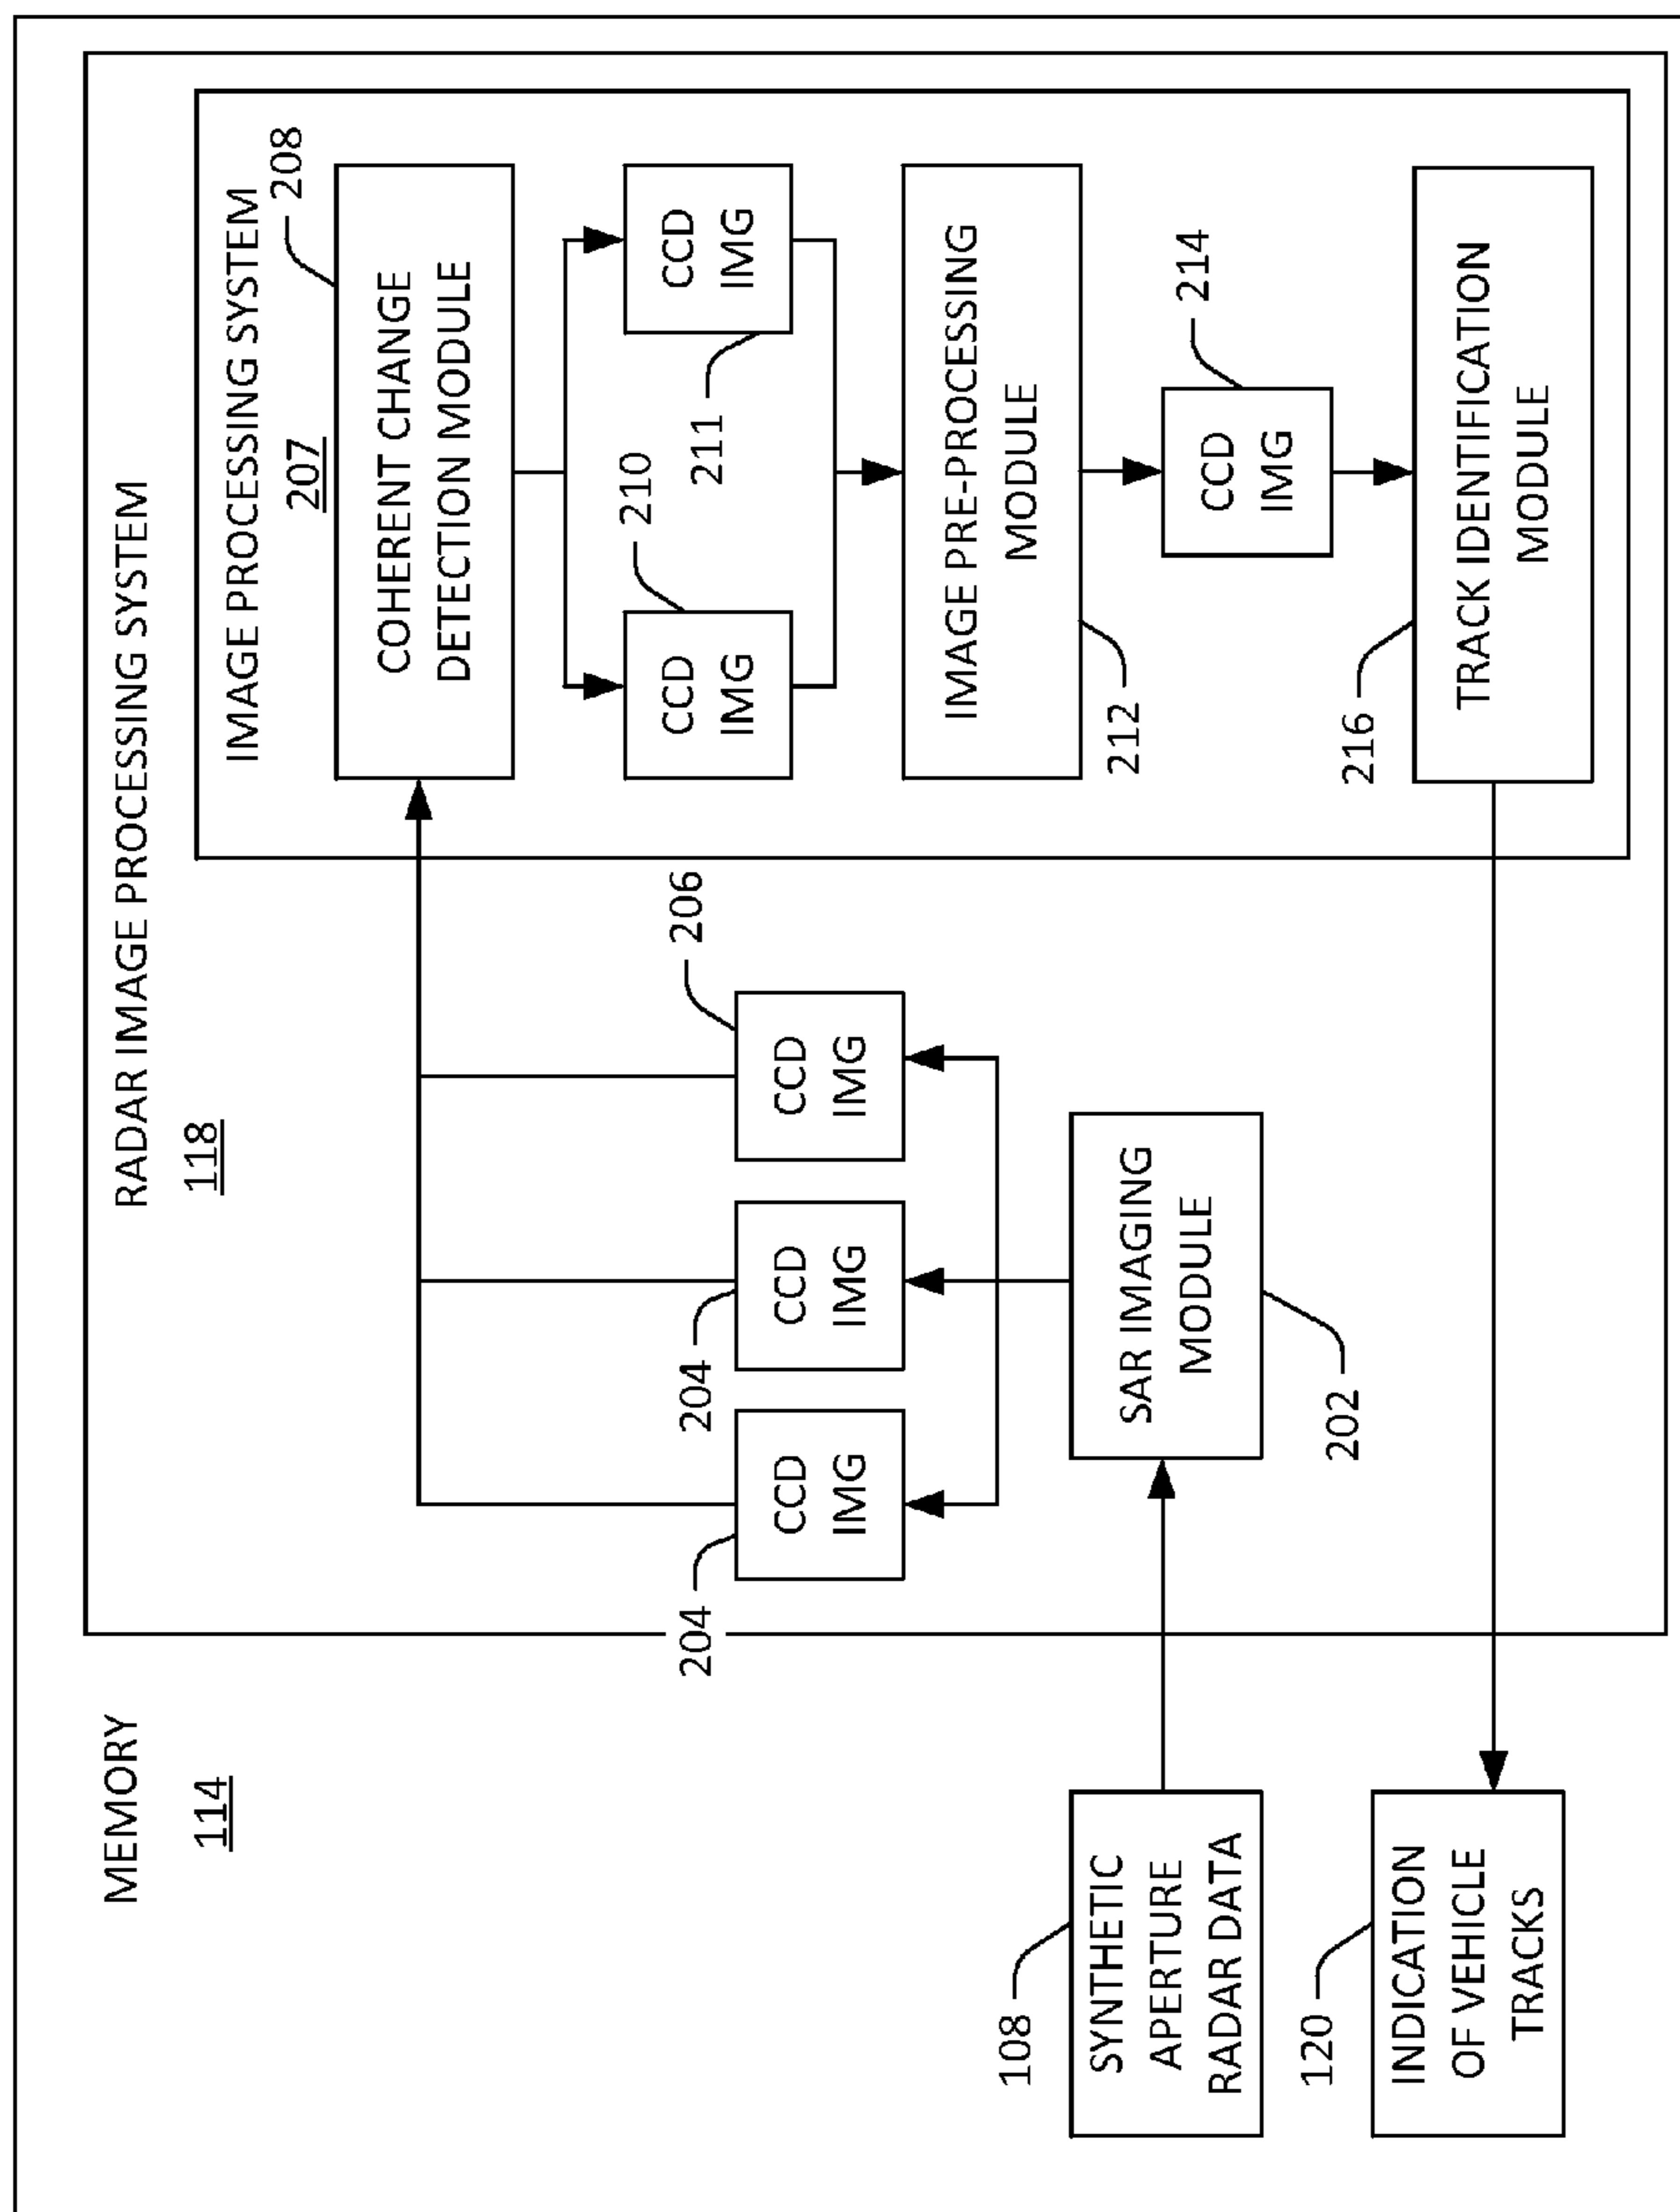 MEMORY
114
RADAR IMAGE PROCESSING SYSTEM
118
SYNTHETIC
APERTURE
RADAR DATA
108
INDICATION
OF VEHICLE
TRACKS
120
SAR IMAGING
MODULE
202
CCD
IMG
204
CCD
IMG
204
CCD
IMG
206
IMAGE PROCESSING SYSTEM
207
COHERENT CHANGE
DETECTION MODULE
208
CCD
IMG
210
CCD
IMG
211
IMAGE PRE-PROCESSING
MODULE
212
CCD
IMG
214
TRACK IDENTIFICATION
MODULE
216